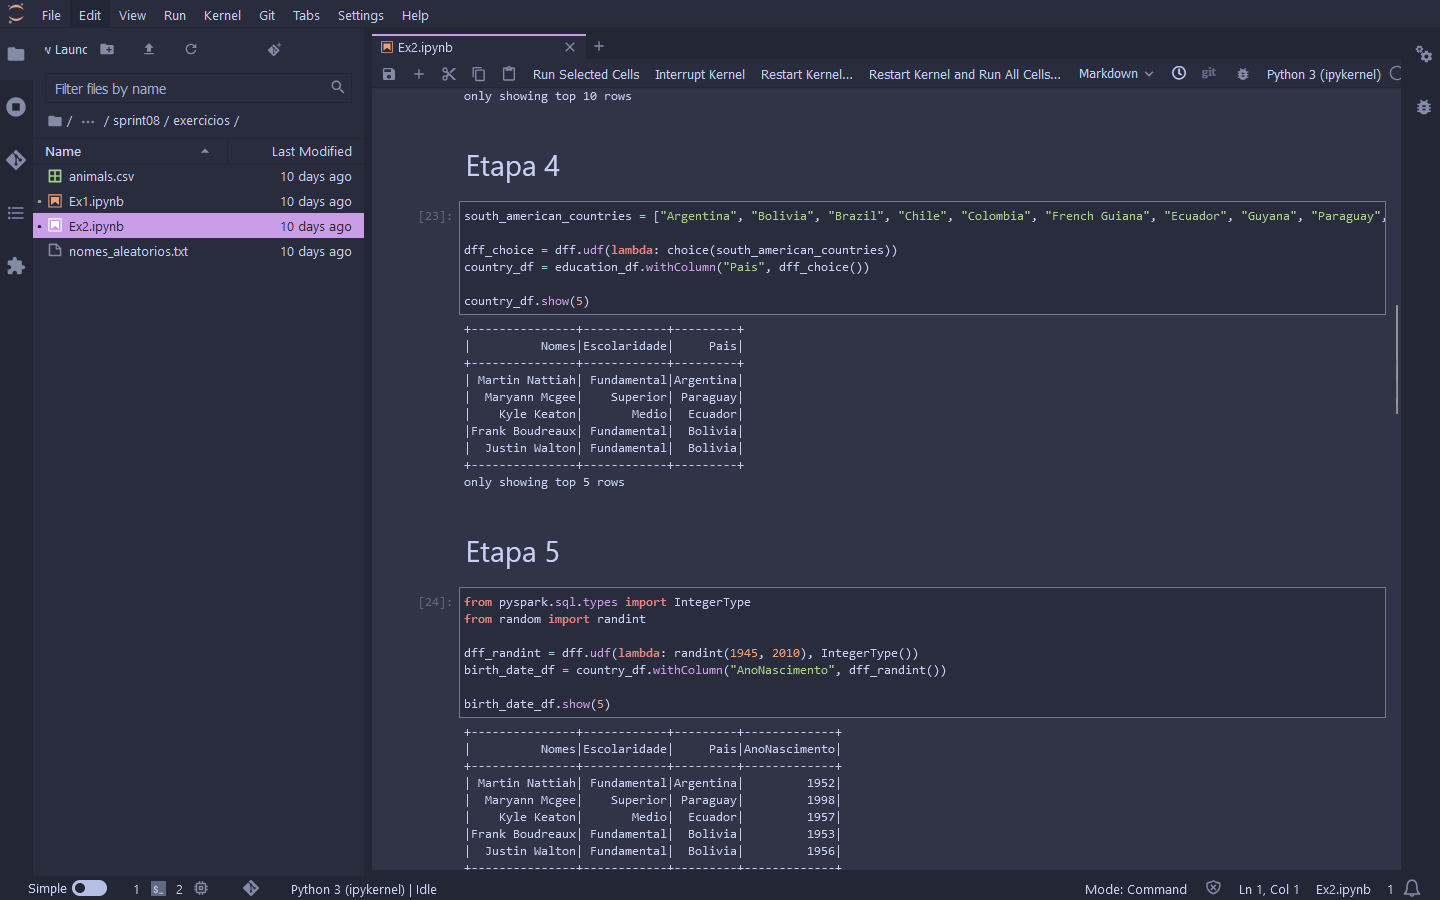 File Edit View Run Kernel Git Tabs Settings Help
Launc
Filter files by name
/ ··· / sprint08 / exercicios /
Name Last Modified
animals.csv 10 days ago
Ex1.ipynb 10 days ago
Ex2.ipynb 10 days ago
nomes_aleatorios.txt 10 days ago
Ex2.ipynb
Run Selected Cells Interrupt Kernel Restart Kernel... Restart Kernel and Run All Cells... Markdown git Python 3 (ipykernel)
only showing top 10 rows
Etapa 4
[23]:
south_american_countries = ["Argentina", "Bolivia", "Brazil", "Chile", "Colombia", "French Guiana", "Ecuador", "Guyana", "Paraguay",
dff_choice = dff.udf(lambda: choice(south_american_countries))
country_df = education_df.withColumn("Pais", dff_choice())
country_df.show(5)
+---------------+------------+---------+
|          Nomes|Escolaridade|     Pais|
+---------------+------------+---------+
| Martin Nattiah| Fundamental|Argentina|
|  Maryann Mcgee|    Superior| Paraguay|
|    Kyle Keaton|       Medio|  Ecuador|
|Frank Boudreaux| Fundamental|  Bolivia|
|  Justin Walton| Fundamental|  Bolivia|
+---------------+------------+---------+
only showing top 5 rows
Etapa 5
[24]:
from pyspark.sql.types import IntegerType
from random import randint
dff_randint = dff.udf(lambda: randint(1945, 2010), IntegerType())
birth_date_df = country_df.withColumn("AnoNascimento", dff_randint())
birth_date_df.show(5)
+---------------+------------+---------+-------------+
|          Nomes|Escolaridade|     Pais|AnoNascimento|
+---------------+------------+---------+-------------+
| Martin Nattiah| Fundamental|Argentina|         1952|
|  Maryann Mcgee|    Superior| Paraguay|         1998|
|    Kyle Keaton|       Medio|  Ecuador|         1957|
|Frank Boudreaux| Fundamental|  Bolivia|         1953|
|  Justin Walton| Fundamental|  Bolivia|         1956|
+---------------+------------+---------+-------------+
Simple 1 $_ 2 Python 3 (ipykernel) | Idle Mode: Command Ln 1, Col 1 Ex2.ipynb 1